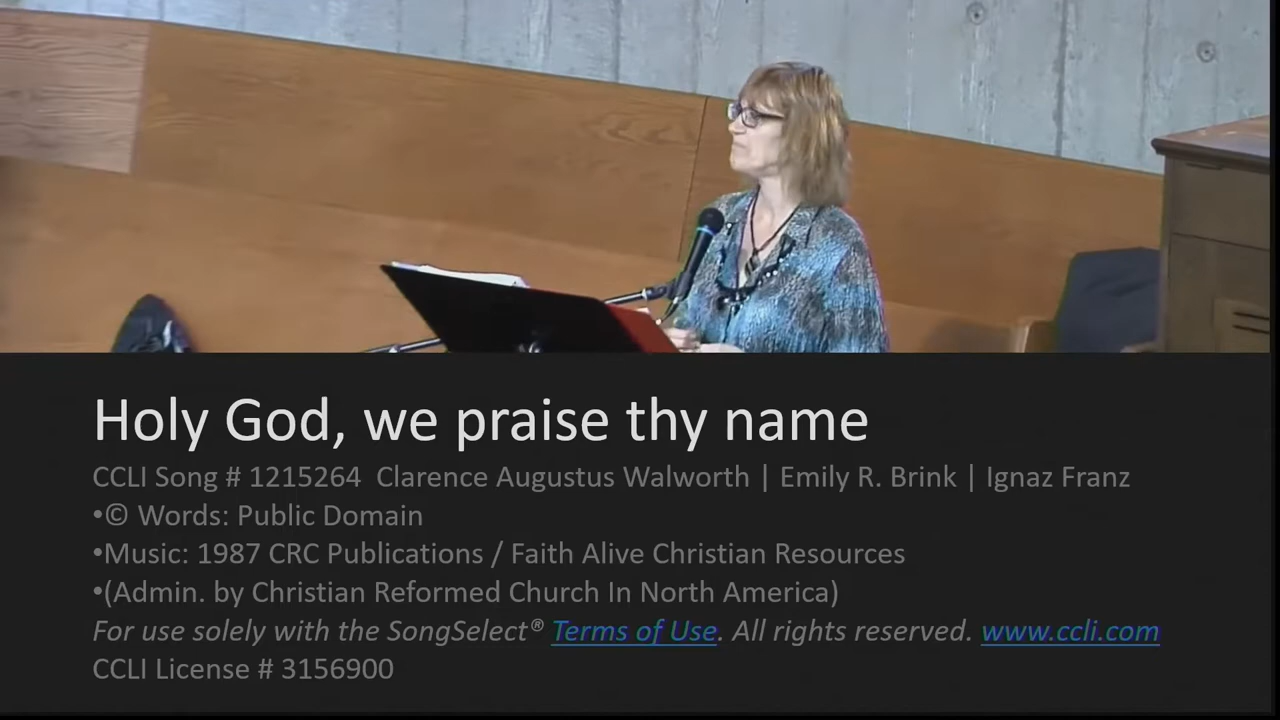 Holy God, we praise thy name
CCLI Song # 1215264  Clarence Augustus Walworth | Emily R. Brink | Ignaz Franz
•© Words: Public Domain
•Music: 1987 CRC Publications / Faith Alive Christian Resources
•(Admin. by Christian Reformed Church In North America)
For use solely with the SongSelect® Terms of Use. All rights reserved. www.ccli.com
CCLI License # 3156900